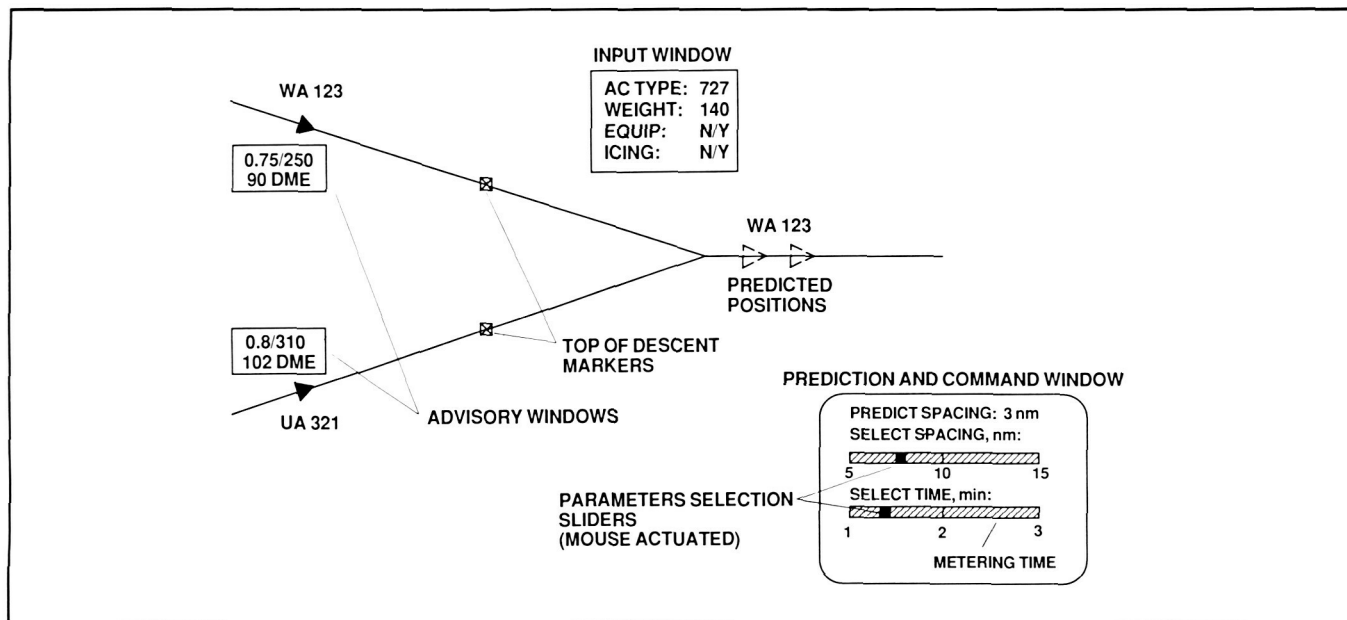 INPUT WINDOW
AC TYPE: 727
WEIGHT: 140
EQUIP: N/Y
ICING: N/Y
WA 123
0.75/250
90 DME
WA 123
PREDICTED
POSITIONS
0.8/310
102 DME
TOP OF DESCENT
MARKERS
UA 321
ADVISORY WINDOWS
PREDICTION AND COMMAND WINDOW
PREDICT SPACING: 3 nm
SELECT SPACING, nm:
5 10 15
PARAMETERS SELECTION
SLIDERS
(MOUSE ACTUATED)
SELECT TIME, min:
1 2 3
METERING TIME